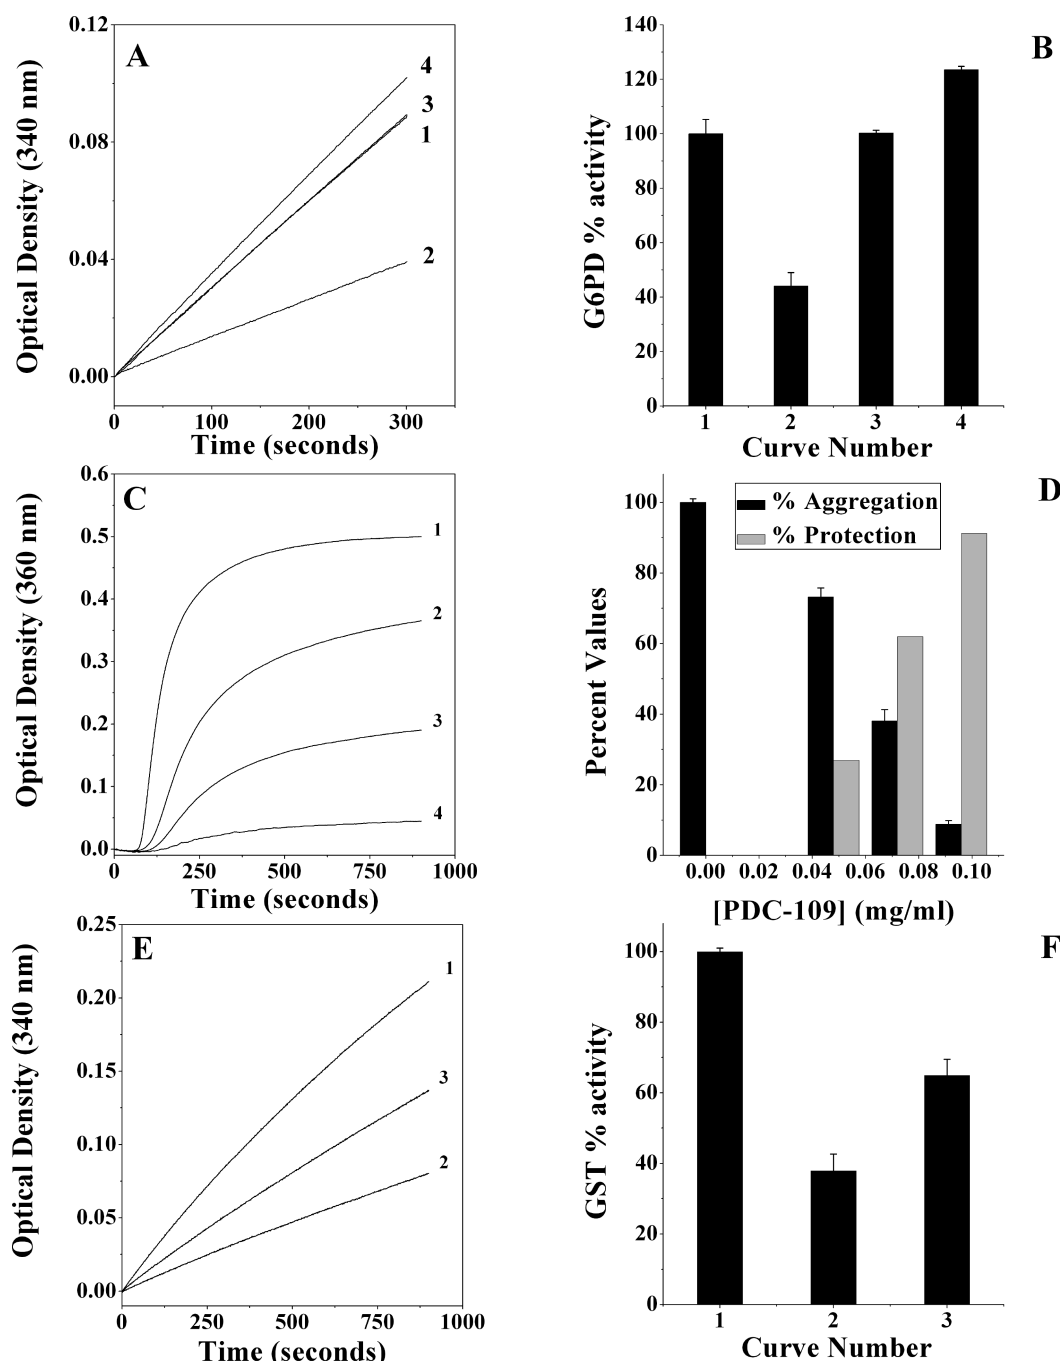 A
Optical Density (340 nm)
0.12
0.08
0.04
0.00
4
3
1
2
0 100 200 300
Time (seconds)
B
G6PD % activity
140
120
100
80
60
40
20
0
1 2 3 4
Curve Number
C
Optical Density (360 nm)
0.6
0.5
0.4
0.3
0.2
0.1
0.0
1
2
3
4
0 250 500 750 1000
Time (seconds)
D
Percent Values
100
80
60
40
20
0
% Aggregation
% Protection
0.00 0.02 0.04 0.06 0.08 0.10
[PDC-109] (mg/ml)
E
Optical Density (340 nm)
0.25
0.20
0.15
0.10
0.05
0.00
1
3
2
0 250 500 750 1000
Time (seconds)
F
GST % activity
100
80
60
40
20
0
1 2 3
Curve Number